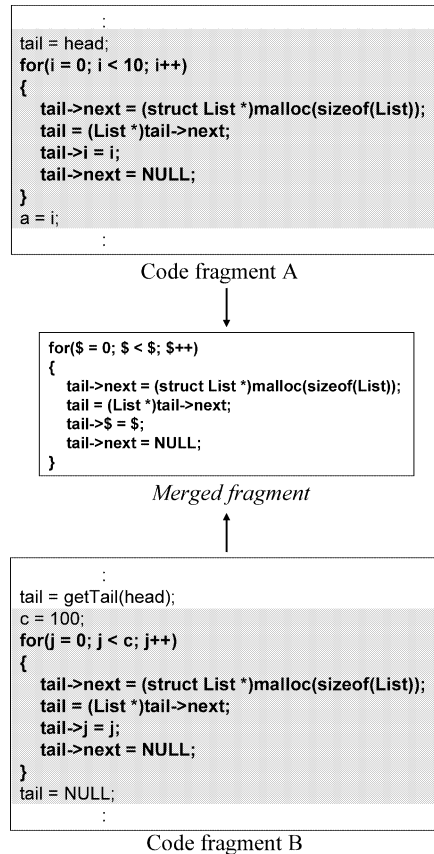 :
tail = head;
for(i = 0; i < 10; i++)
{
tail->next = (struct List *)malloc(sizeof(List));
tail = (List *)tail->next;
tail->i = i;
tail->next = NULL;
}
a = i;
:
Code fragment A
for($ = 0; $ < $; $++)
{
tail->next = (struct List *)malloc(sizeof(List));
tail = (List *)tail->next;
tail->$ = $;
tail->next = NULL;
}
Merged fragment
:
tail = getTail(head);
c = 100;
for(j = 0; j < c; j++)
{
tail->next = (struct List *)malloc(sizeof(List));
tail = (List *)tail->next;
tail->j = j;
tail->next = NULL;
}
tail = NULL;
:
Code fragment B